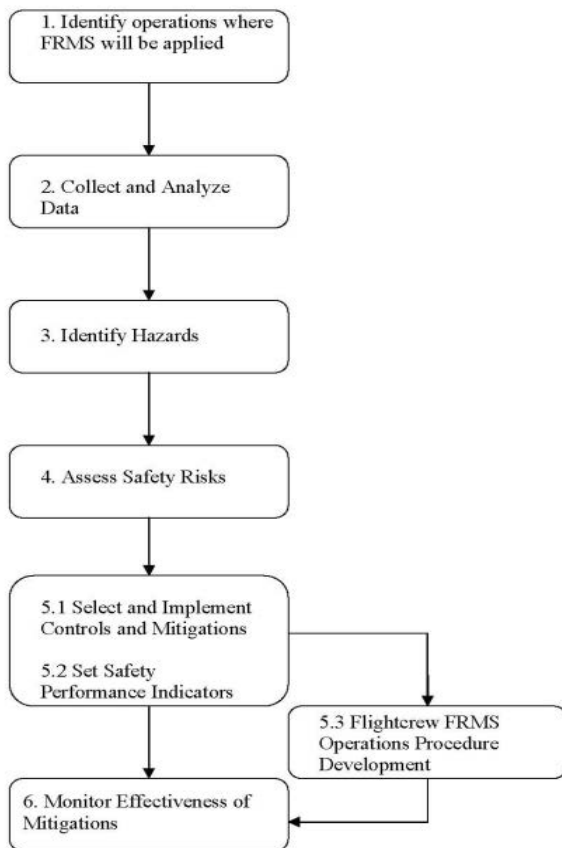 1. Identify operations where
FRMS will be applied
2. Collect and Analyze
Data
3. Identify Hazards
4. Assess Safety Risks
5.1 Select and Implement
Controls and Mitigations
5.2 Set Safety
Performance Indicators
5.3 Flightcrew FRMS
Operations Procedure
Development
6. Monitor Effectiveness of
Mitigations